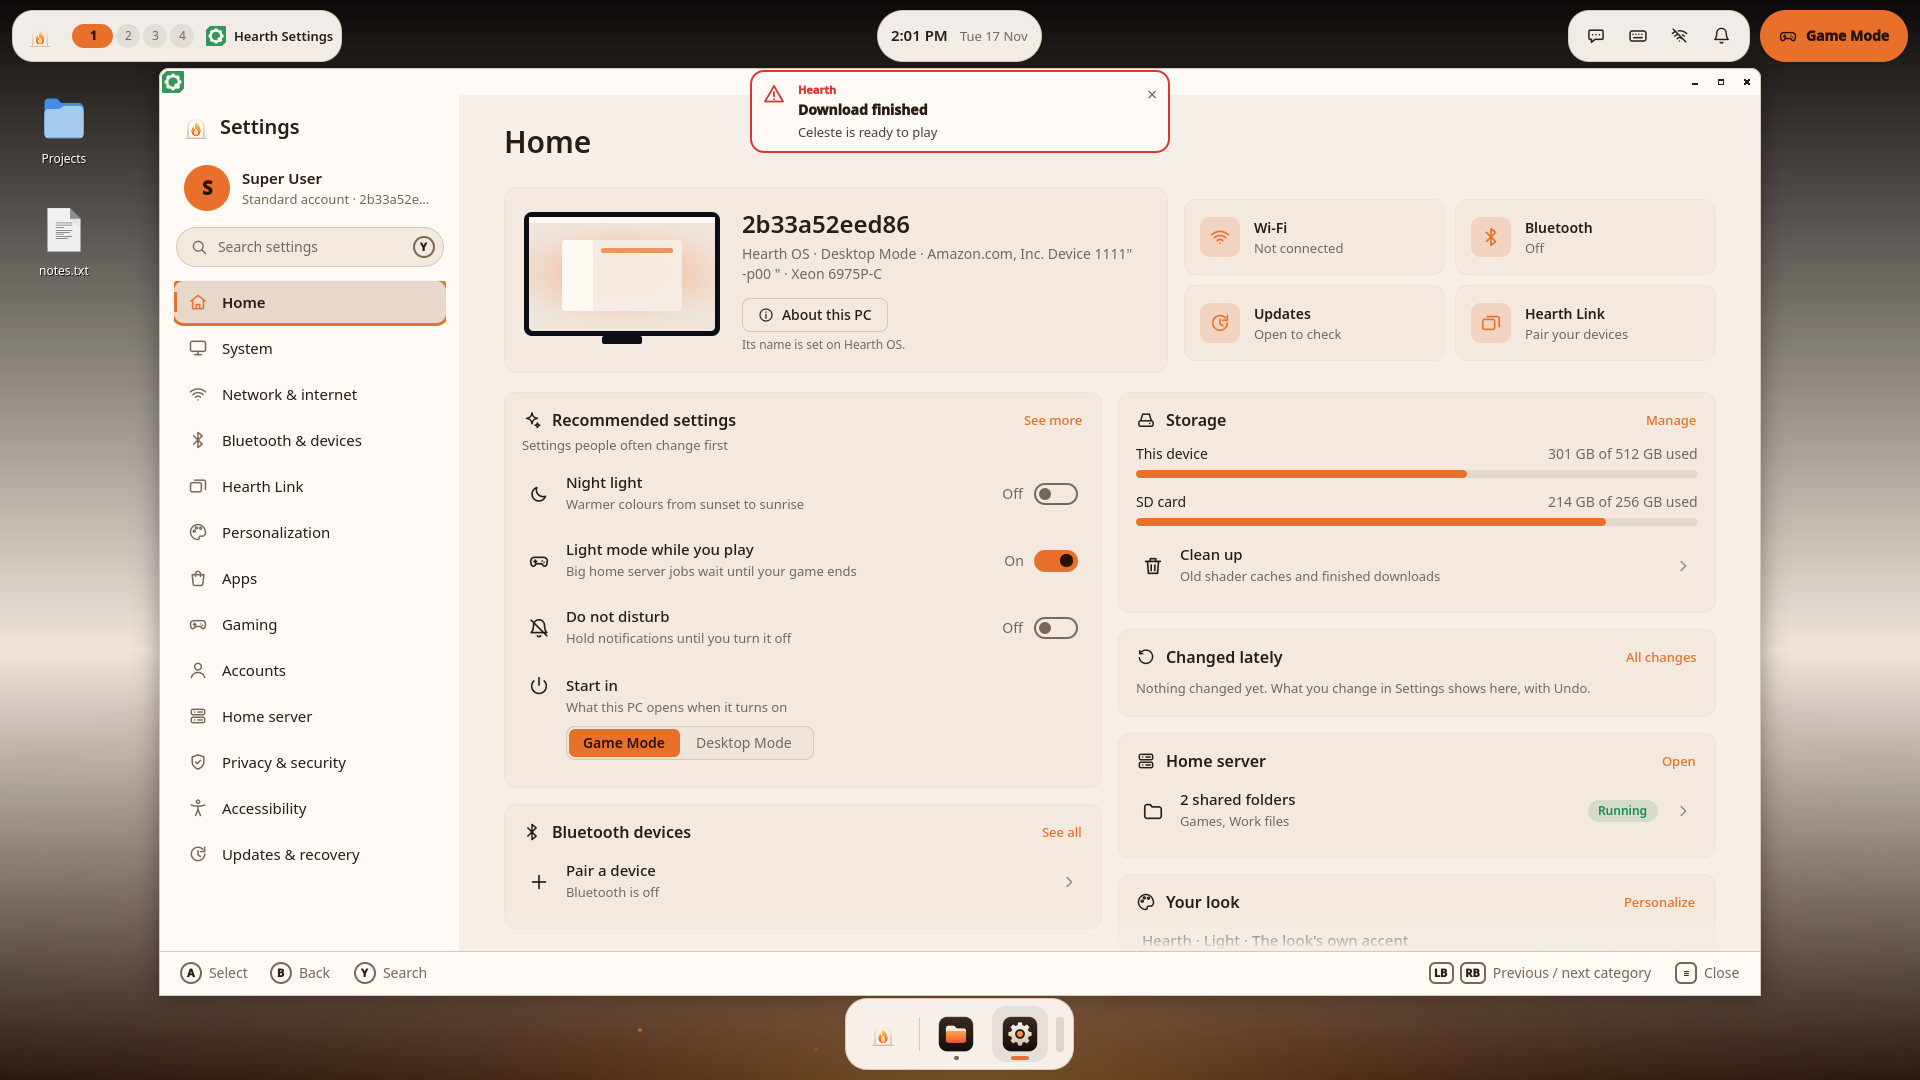 1 2 3 4 Hearth Settings
2:01 PM Tue 17 Nov
Game Mode
Projects
notes.txt
Hearth
Download finished
Celeste is ready to play
Settings
Super User
Standard account · 2b33a52e...
Search settings Y
Home
System
Network & internet
Bluetooth & devices
Hearth Link
Personalization
Apps
Gaming
Accounts
Home server
Privacy & security
Accessibility
Updates & recovery
Home
2b33a52eed86
Hearth OS · Desktop Mode · Amazon.com, Inc. Device 1111"
-p00 " · Xeon 6975P-C
About this PC
Its name is set on Hearth OS.
Wi-Fi
Not connected
Bluetooth
Off
Updates
Open to check
Hearth Link
Pair your devices
Recommended settings See more
Settings people often change first
Night light
Warmer colours from sunset to sunrise
Off
Light mode while you play
Big home server jobs wait until your game ends
On
Do not disturb
Hold notifications until you turn it off
Off
Start in
What this PC opens when it turns on
Game Mode Desktop Mode
Bluetooth devices See all
Pair a device
Bluetooth is off
Storage Manage
This device 301 GB of 512 GB used
SD card 214 GB of 256 GB used
Clean up
Old shader caches and finished downloads
Changed lately All changes
Nothing changed yet. What you change in Settings shows here, with Undo.
Home server Open
2 shared folders
Games, Work files
Running
Your look Personalize
Hearth · Light · The look's own accent
A Select B Back Y Search
LB RB Previous / next category ≡ Close
S